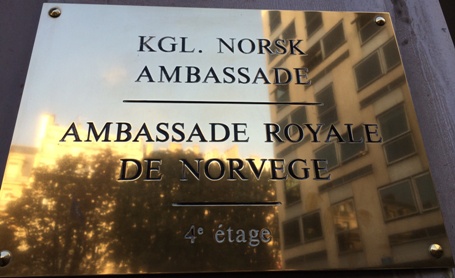 KGL. NORSK
AMBASSADE
AMBASSADE ROYALE
DE NORVEGE
4e étage